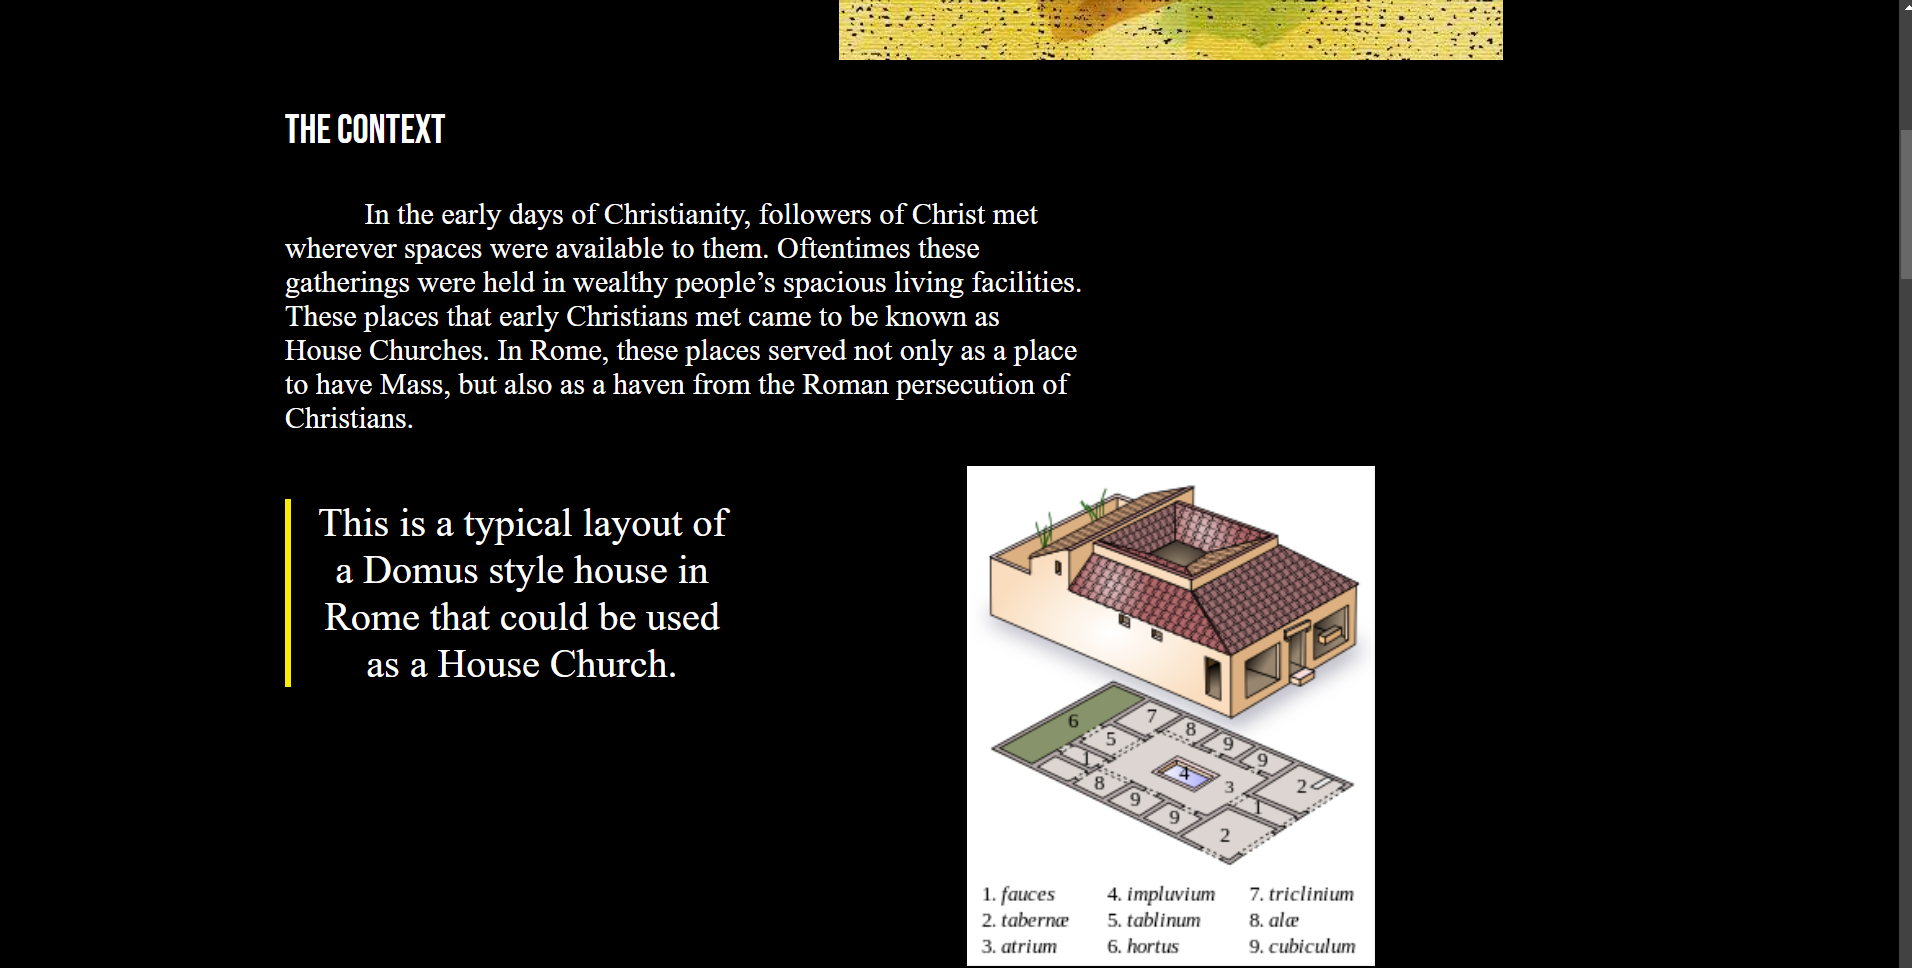 THE CONTEXT
In the early days of Christianity, followers of Christ met
wherever spaces were available to them. Oftentimes these
gatherings were held in wealthy people’s spacious living facilities.
These places that early Christians met came to be known as
House Churches. In Rome, these places served not only as a place
to have Mass, but also as a haven from the Roman persecution of
Christians.
This is a typical layout of
a Domus style house in
Rome that could be used
as a House Church.
6
7
8
9
9
5
1
4
3
2
8
9
9
1
2
1. fauces 4. impluvium 7. triclinium
2. tabernæ 5. tablinum 8. alæ
3. atrium 6. hortus 9. cubiculum